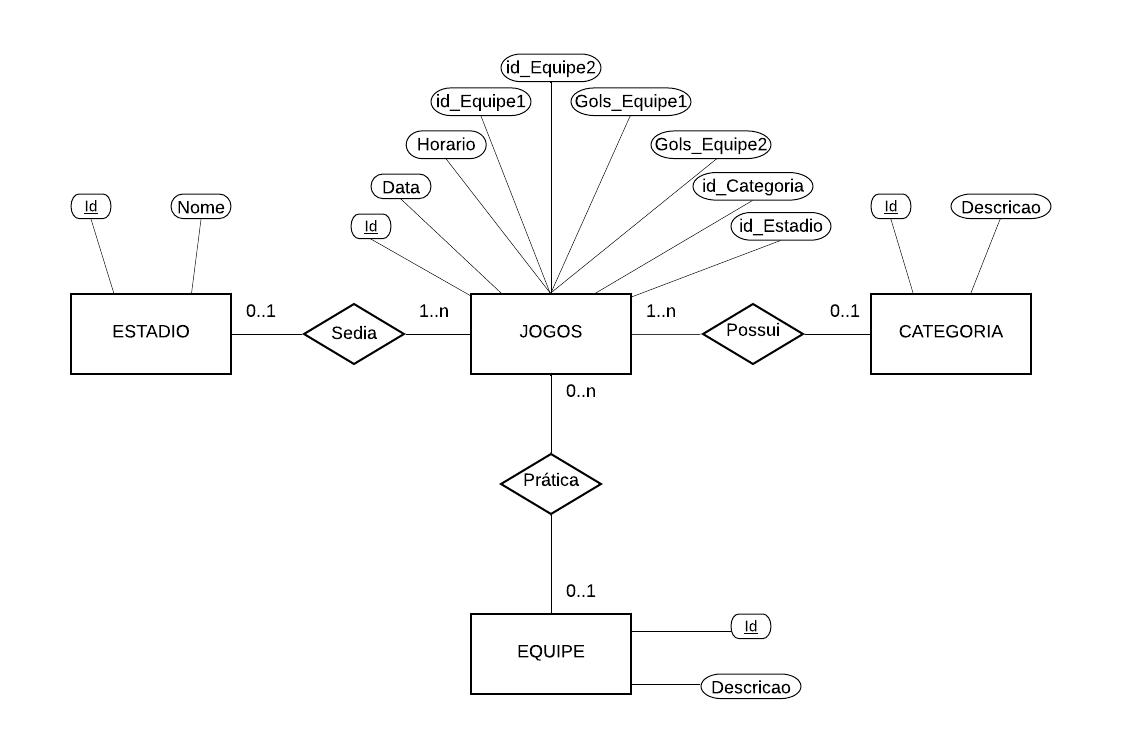 id_Equipe2
id_Equipe1
Gols_Equipe1
Horario
Gols_Equipe2
Data
id_Categoria
Id
Nome
Id
id_Estadio
Id
Descricao
ESTADIO
0..1
Sedia
1..n
JOGOS
1..n
Possui
0..1
CATEGORIA
0..n
Prática
0..1
EQUIPE
Id
Descricao